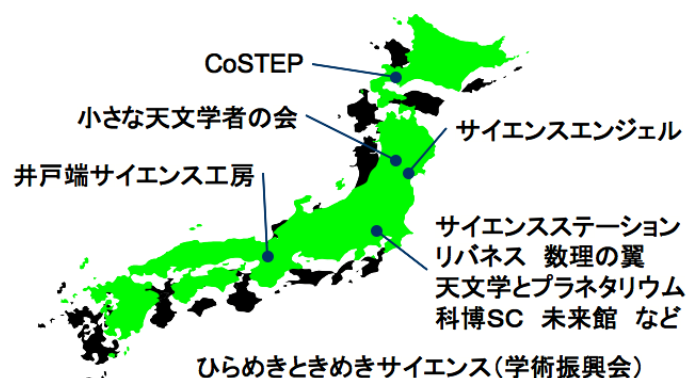 CoSTEP
小さな天文学者の会
サイエンスエンジェル
井戸端サイエンス工房
サイエンスステーション
リバネス 数理の翼
天文学とプラネタリウム
科博SC 未来館 など
ひらめきときめきサイエンス(学術振興会)